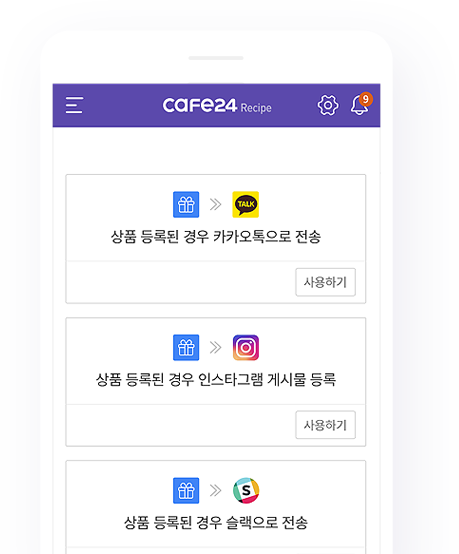 cafe24 Recipe
9
TALK
상품 등록된 경우 카카오톡으로 전송
사용하기
상품 등록된 경우 인스타그램 게시물 등록
사용하기
S
상품 등록된 경우 슬랙으로 전송